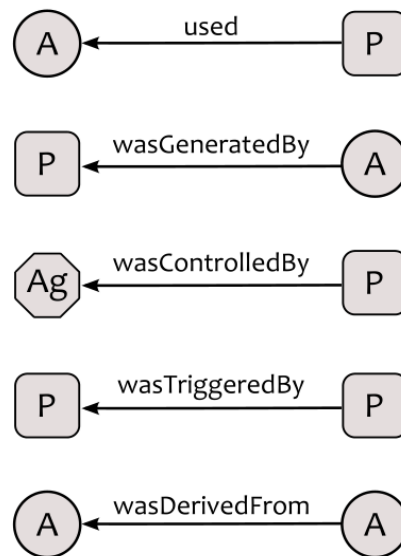 A used P
P wasGeneratedBy A
Ag wasControlledBy P
P wasTriggeredBy P
A wasDerivedFrom A